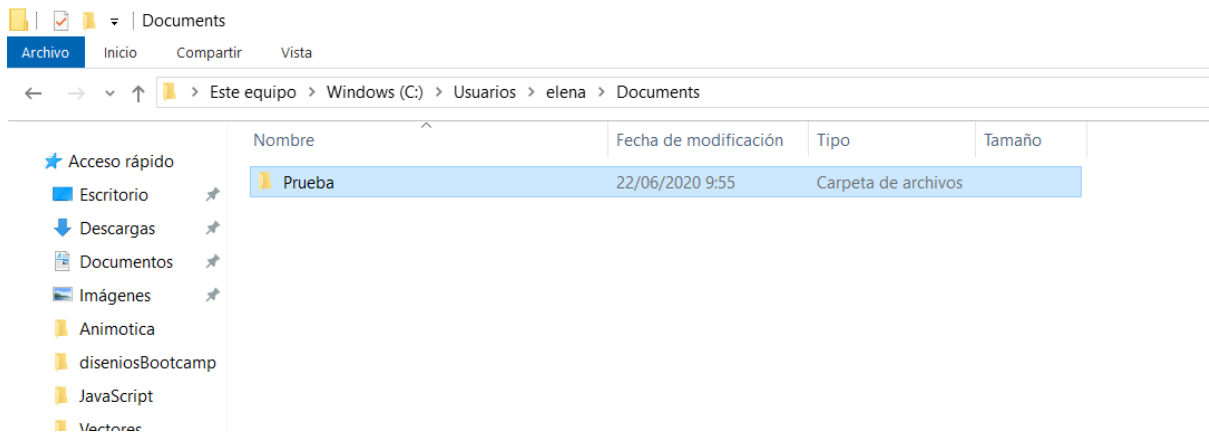 Documents
Archivo Inicio Compartir Vista
Este equipo > Windows (C:) > Usuarios > elena > Documents
Nombre Fecha de modificación Tipo Tamaño
Acceso rápido
Prueba 22/06/2020 9:55 Carpeta de archivos
Escritorio
Descargas
Documentos
Imágenes
Animotica
diseniosBootcamp
JavaScript
Vectores